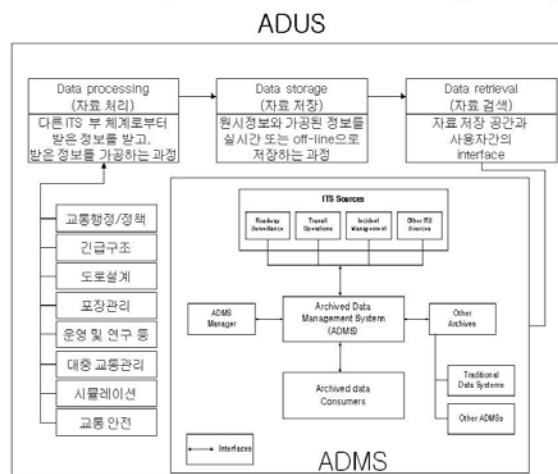 ADUS
Data processing
(자료 처리)
다른 ITS 부 체계로부터
받은 정보를 받고,
받은 정보를 가공하는 과정
Data storage
(자료 저장)
원시정보와 가공된 정보를
실시간 또는 off-line으로
저장하는 과정
Data retrieval
(자료 검색)
자료 저장 공간과
사용자간의
interface
교통행정/정책
긴급구조
도로설계
포장관리
운영 및 연구 등
대중 교통관리
시뮬레이션
교통 안전
ITS Sources
Roadway
Surveillance
Transit
Operations
Incident
Management
Other ITS
Sources
ADMS
Manager
Archived Data
Management System
(ADMS)
Other
Archives
Archived data
Consumers
Traditional
Data Systems
Other ADMSs
Interfaces
ADMS